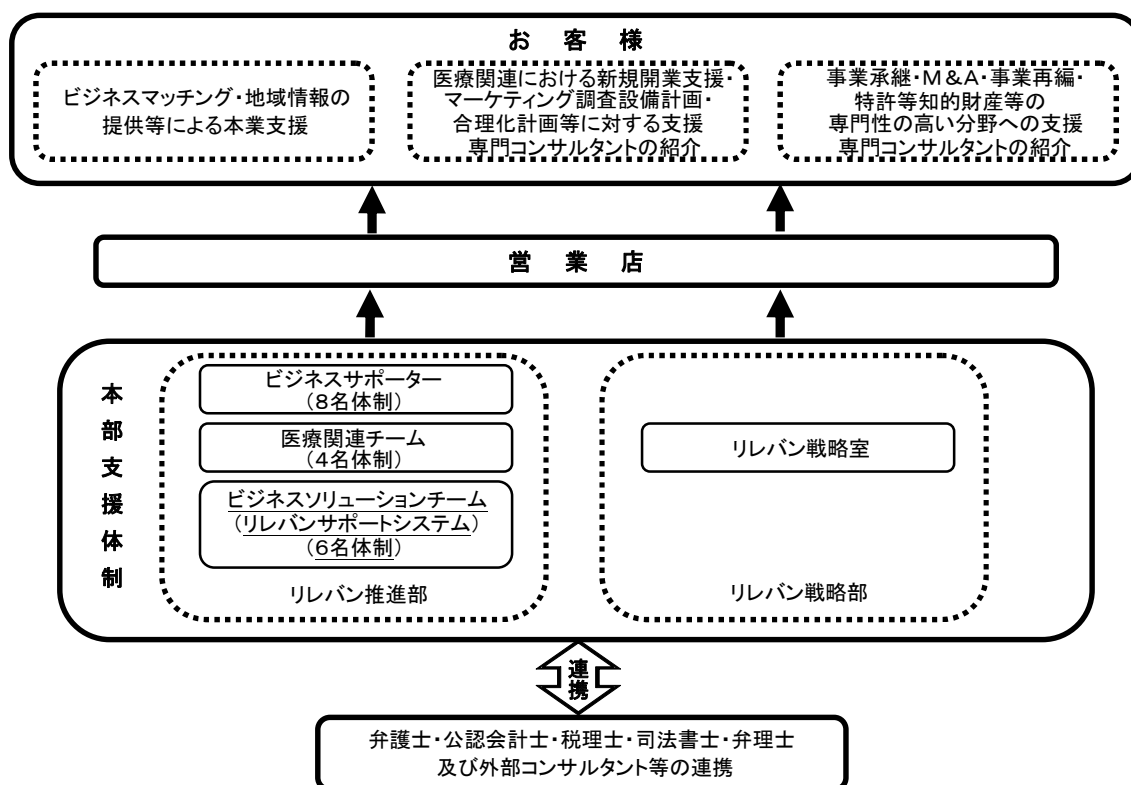 お客様
ビジネスマッチング・地域情報の
提供等による本業支援
医療関連における新規開業支援・
マーケティング調査設備計画・
合理化計画等に対する支援
専門コンサルタントの紹介
事業承継・M&A・事業再編・
特許等知的財産等の
専門性の高い分野への支援
専門コンサルタントの紹介
営業店
本部支援体制
ビジネスサポーター
(8名体制)
医療関連チーム
(4名体制)
ビジネスソリューションチーム
(リレバンサポートシステム)
(6名体制)
リレバン推進部
リレバン戦略室
リレバン戦略部
連携
弁護士・公認会計士・税理士・司法書士・弁理士
及び外部コンサルタント等の連携